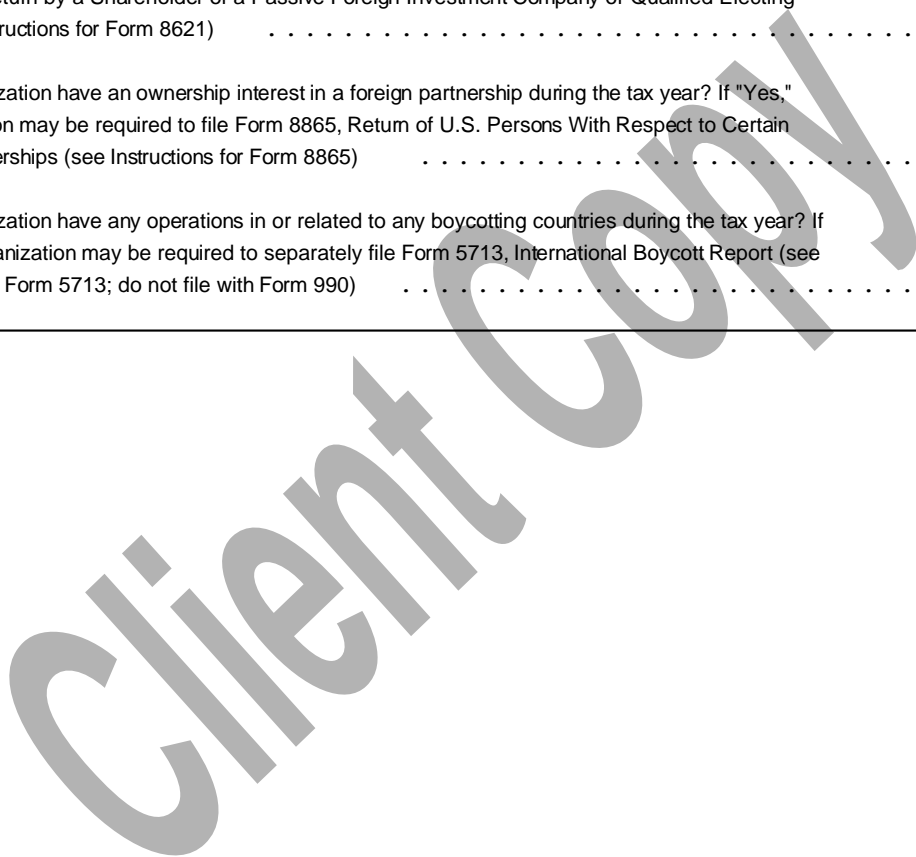 eturn by a Shareholder of a Passive Foreign Investment Company or Qualified Electing
ructions for Form 8621) . . . . . . . . . . . . . . . . . . . . . . . . . . . . . . . . . .
zation have an ownership interest in a foreign partnership during the tax year? If "Yes,"
on may be required to file Form 8865, Return of U.S. Persons With Respect to Certain
erships (see Instructions for Form 8865) . . . . . . . . . . . . . . . . . . . . . . . . . .
zation have any operations in or related to any boycotting countries during the tax year? If
anization may be required to separately file Form 5713, International Boycott Report (see
Form 5713; do not file with Form 990) . . . . . . . . . . . . . . . . . . . . . . . . . . .
Client Copy